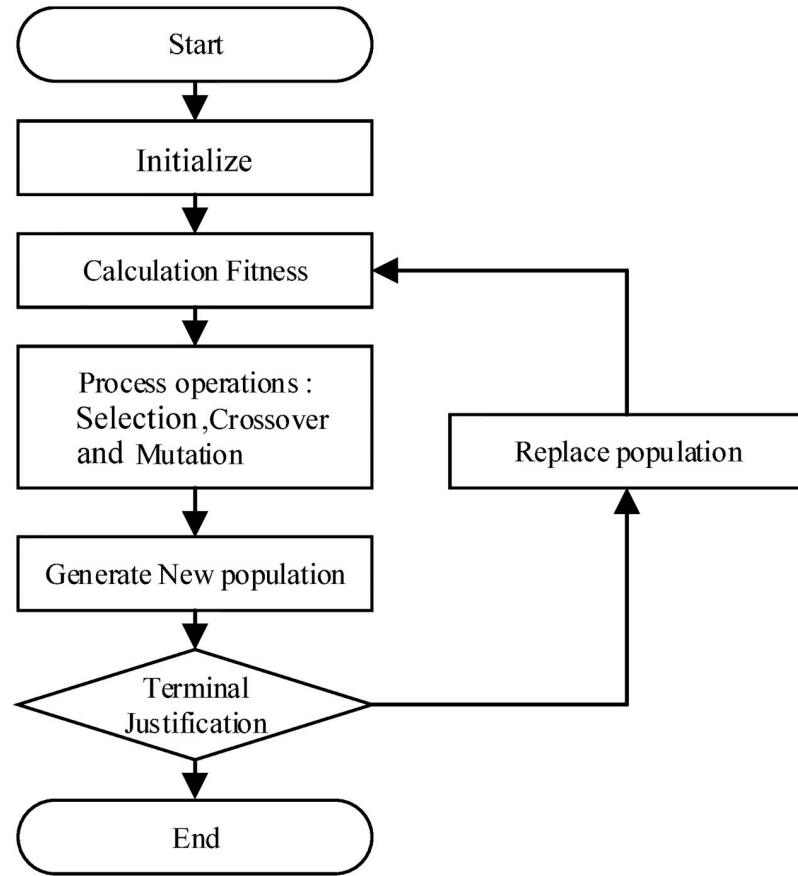 Start
Initialize
Calculation Fitness
Process operations :
Selection ,Crossover
and Mutation
Replace population
Generate New population
Terminal
Justification
End